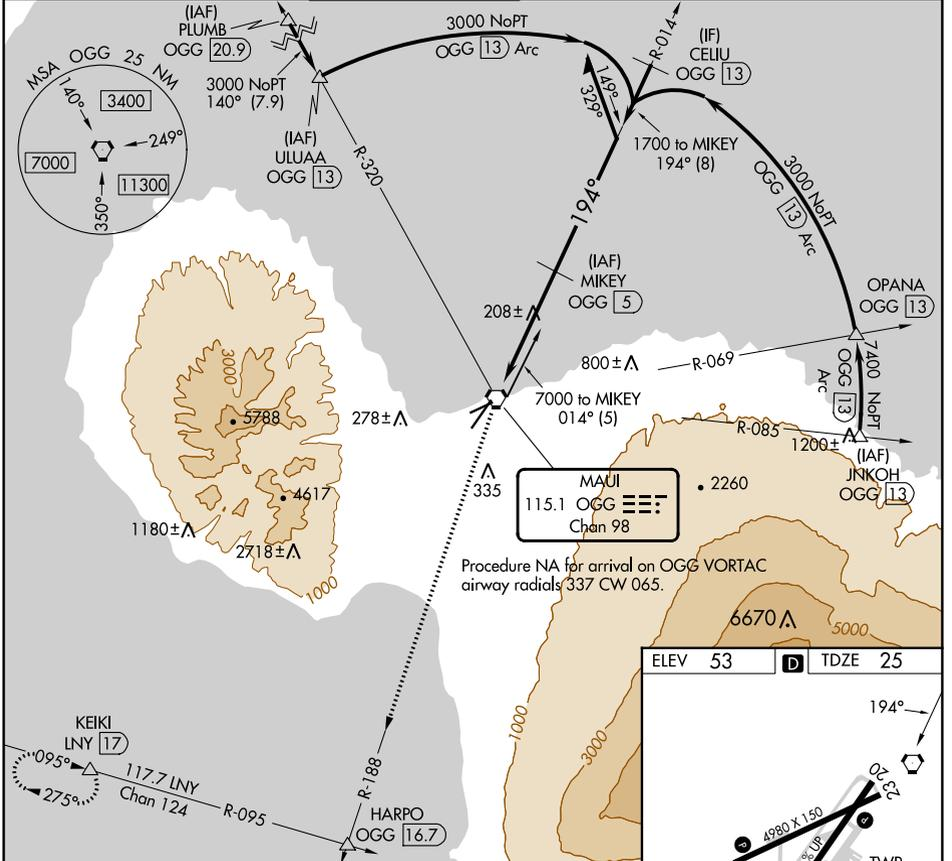 (IAF)
PLUMB
OGG 20.9
3000 NoPT
140° (7.9)
(IAF)
ULUAA
OGG 13
3000 NoPT
OGG 13 Arc
R-014
(IF)
CELIU
OGG 13
149°
329°
1700 to MIKEY
194° (8)
MSA OGG 25 NM
140°
3400
249°
7000
11300
350°
R-320
194°
3000 NoPT
OGG 13 Arc
(IAF)
MIKEY
OGG 5
OPANA
OGG 13
208±
800±
R-069
7400 NoPT
OGG 13
Arc
7000 to MIKEY
014° (5)
3000
5788
278±
R-085
1200±
(IAF)
JNKOH
OGG 13
335
MAUI
115.1 OGG
Chan 98
2260
4617
1180±
2718±
1000
Procedure NA for arrival on OGG VORTAC
airway radials 337 CW 065.
6670
5000
1000
3000
ELEV 53 D TDZE 25
194°
KEIKI
LNY 17
095°
275°
117.7 LNY
Chan 124
R-095
R-188
HARPO
OGG 16.7
20
23
4980 X 150
P
P
% UP
TWR